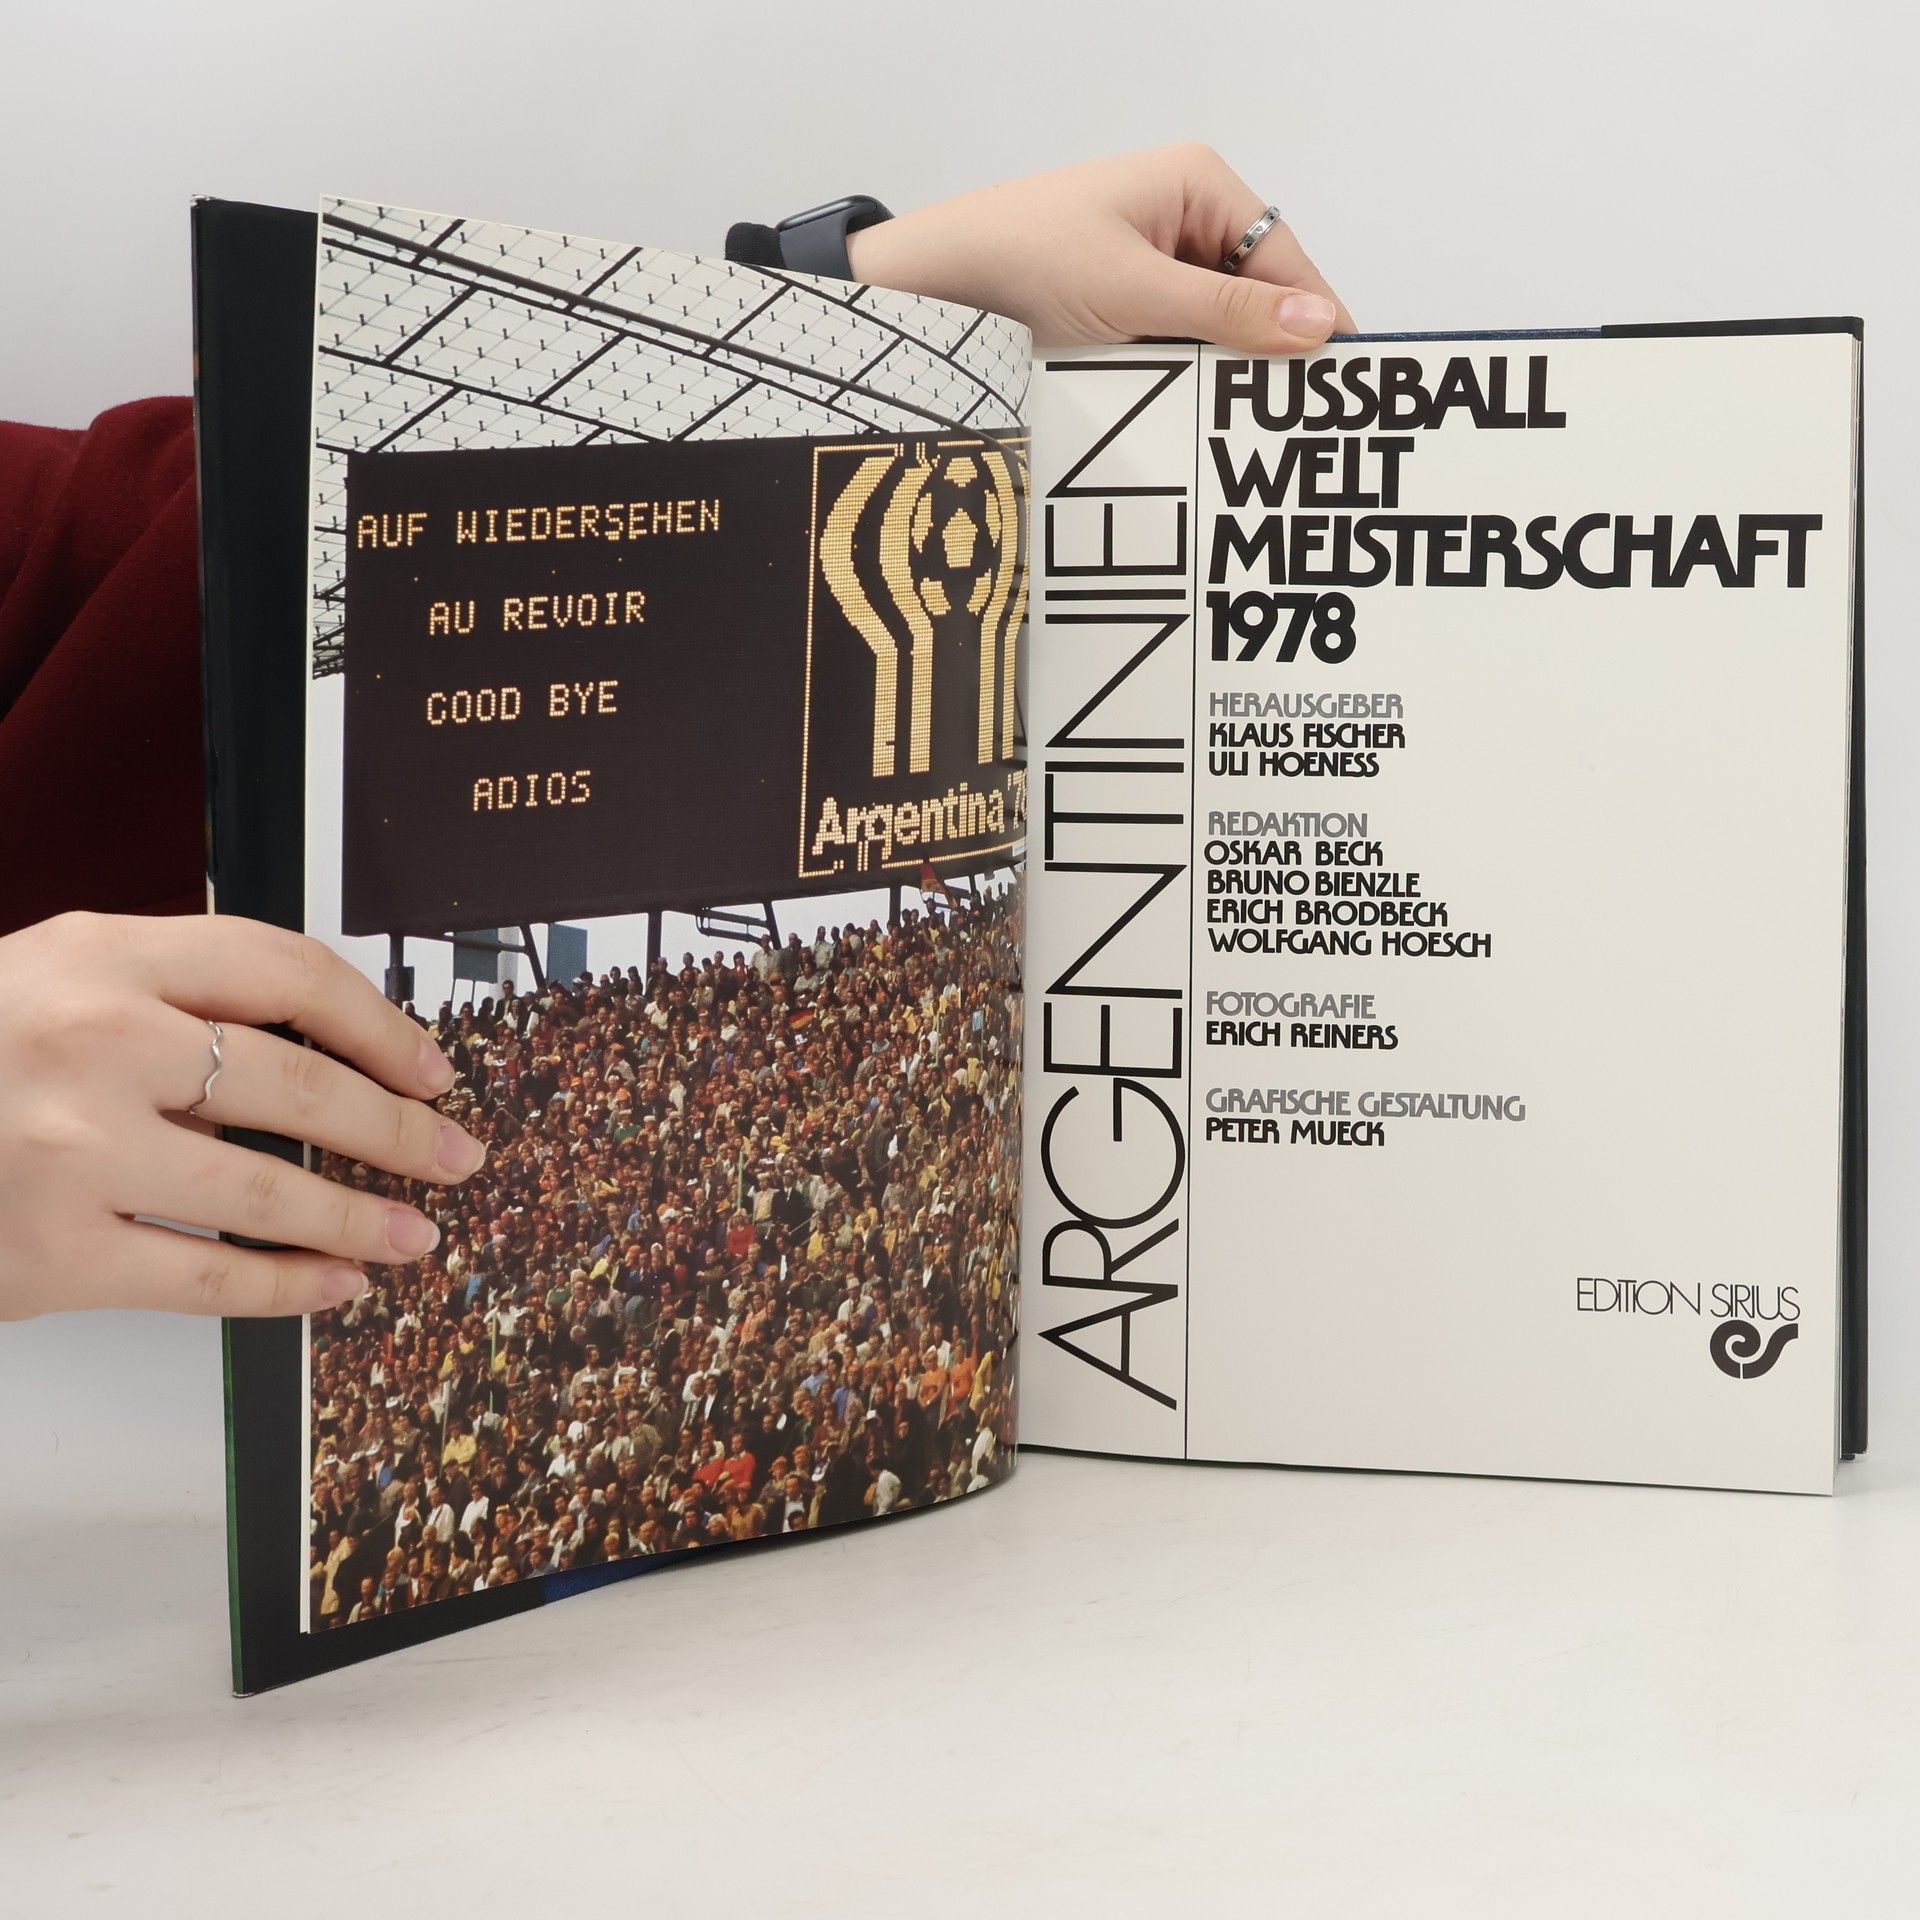 AUF WIEDERSEHEN
AU REVOIR
GOOD BYE
ADIOS
Argentina
ARGENTINIEN
FUSSBALL
WELT
MEISTERSCHAFT
1978
HERAUSGEBER
KLAUS FISCHER
ULI HOENESS
REDAKTION
OSKAR BECK
BRUNO BIENZLE
ERICH BRODBECK
WOLFGANG HOESCH
FOTOGRAFIE
ERICH REINERS
GRAFISCHE GESTALTUNG
PETER MUECK
EDITION SIRIUS